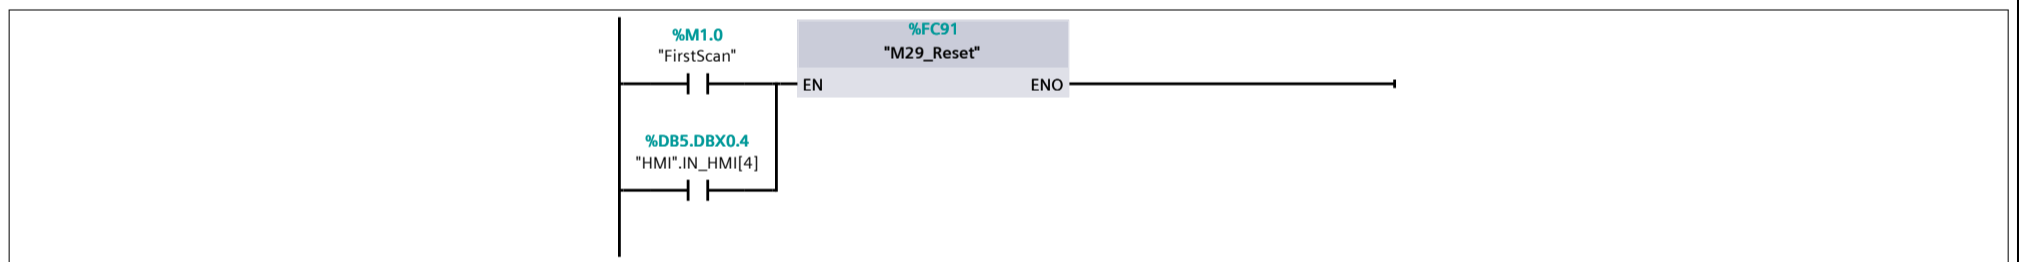 %M1.0
"FirstScan"
%FC91
"M29_Reset"
EN
ENO
%DB5.DBX0.4
"HMI".IN_HMI[4]